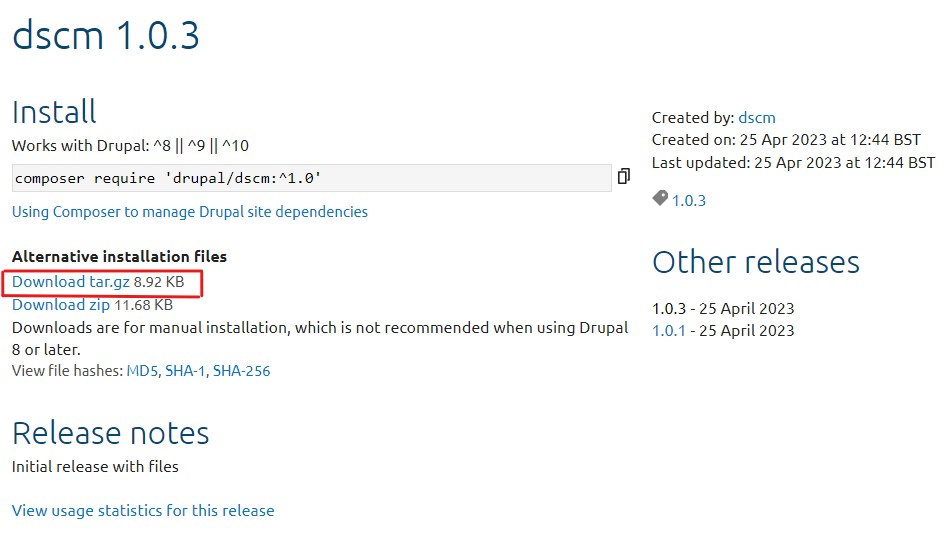 dscm 1.0.3
Install
Works with Drupal: ^8 || ^9 || ^10
composer require 'drupal/dscm:^1.0'
Using Composer to manage Drupal site dependencies
Alternative installation files
Download tar.gz 8.92 KB
Download zip 11.68 KB
Downloads are for manual installation, which is not recommended when using Drupal
8 or later.
View file hashes: MD5, SHA-1, SHA-256
Release notes
Initial release with files
View usage statistics for this release
Created by: dscm
Created on: 25 Apr 2023 at 12:44 BST
Last updated: 25 Apr 2023 at 12:44 BST
1.0.3
Other releases
1.0.3 - 25 April 2023
1.0.1 - 25 April 2023